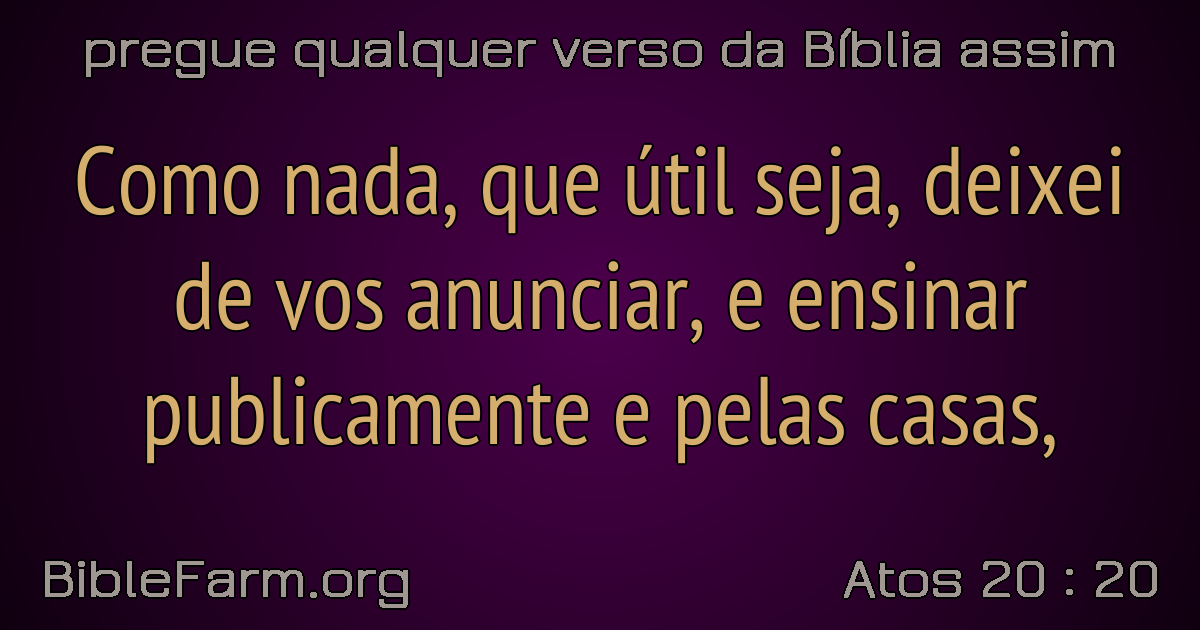 pregue qualquer verso da Bíblia assim
Como nada, que útil seja, deixei
de vos anunciar, e ensinar
publicamente e pelas casas,
BibleFarm.org
Atos 20 : 20